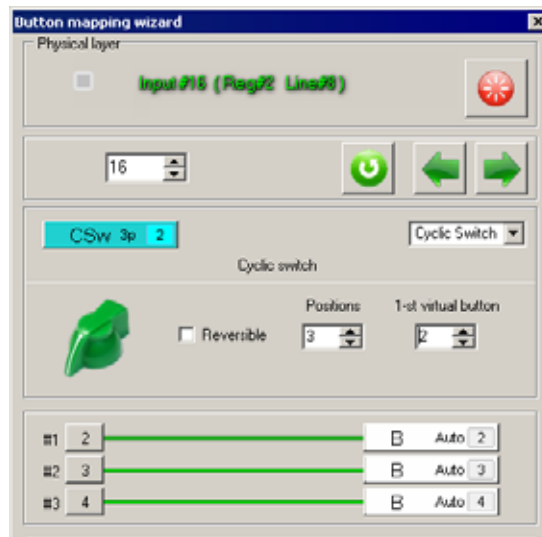 Button mapping wizard
Physical layer
Input#16 (Reg#2 Line#8)
16
CSw 3p 2
Cyclic Switch
Cyclic switch
Positions
1-st virtual button
Reversible
3
2
#1 2 B Auto 2
#2 3 B Auto 3
#3 4 B Auto 4